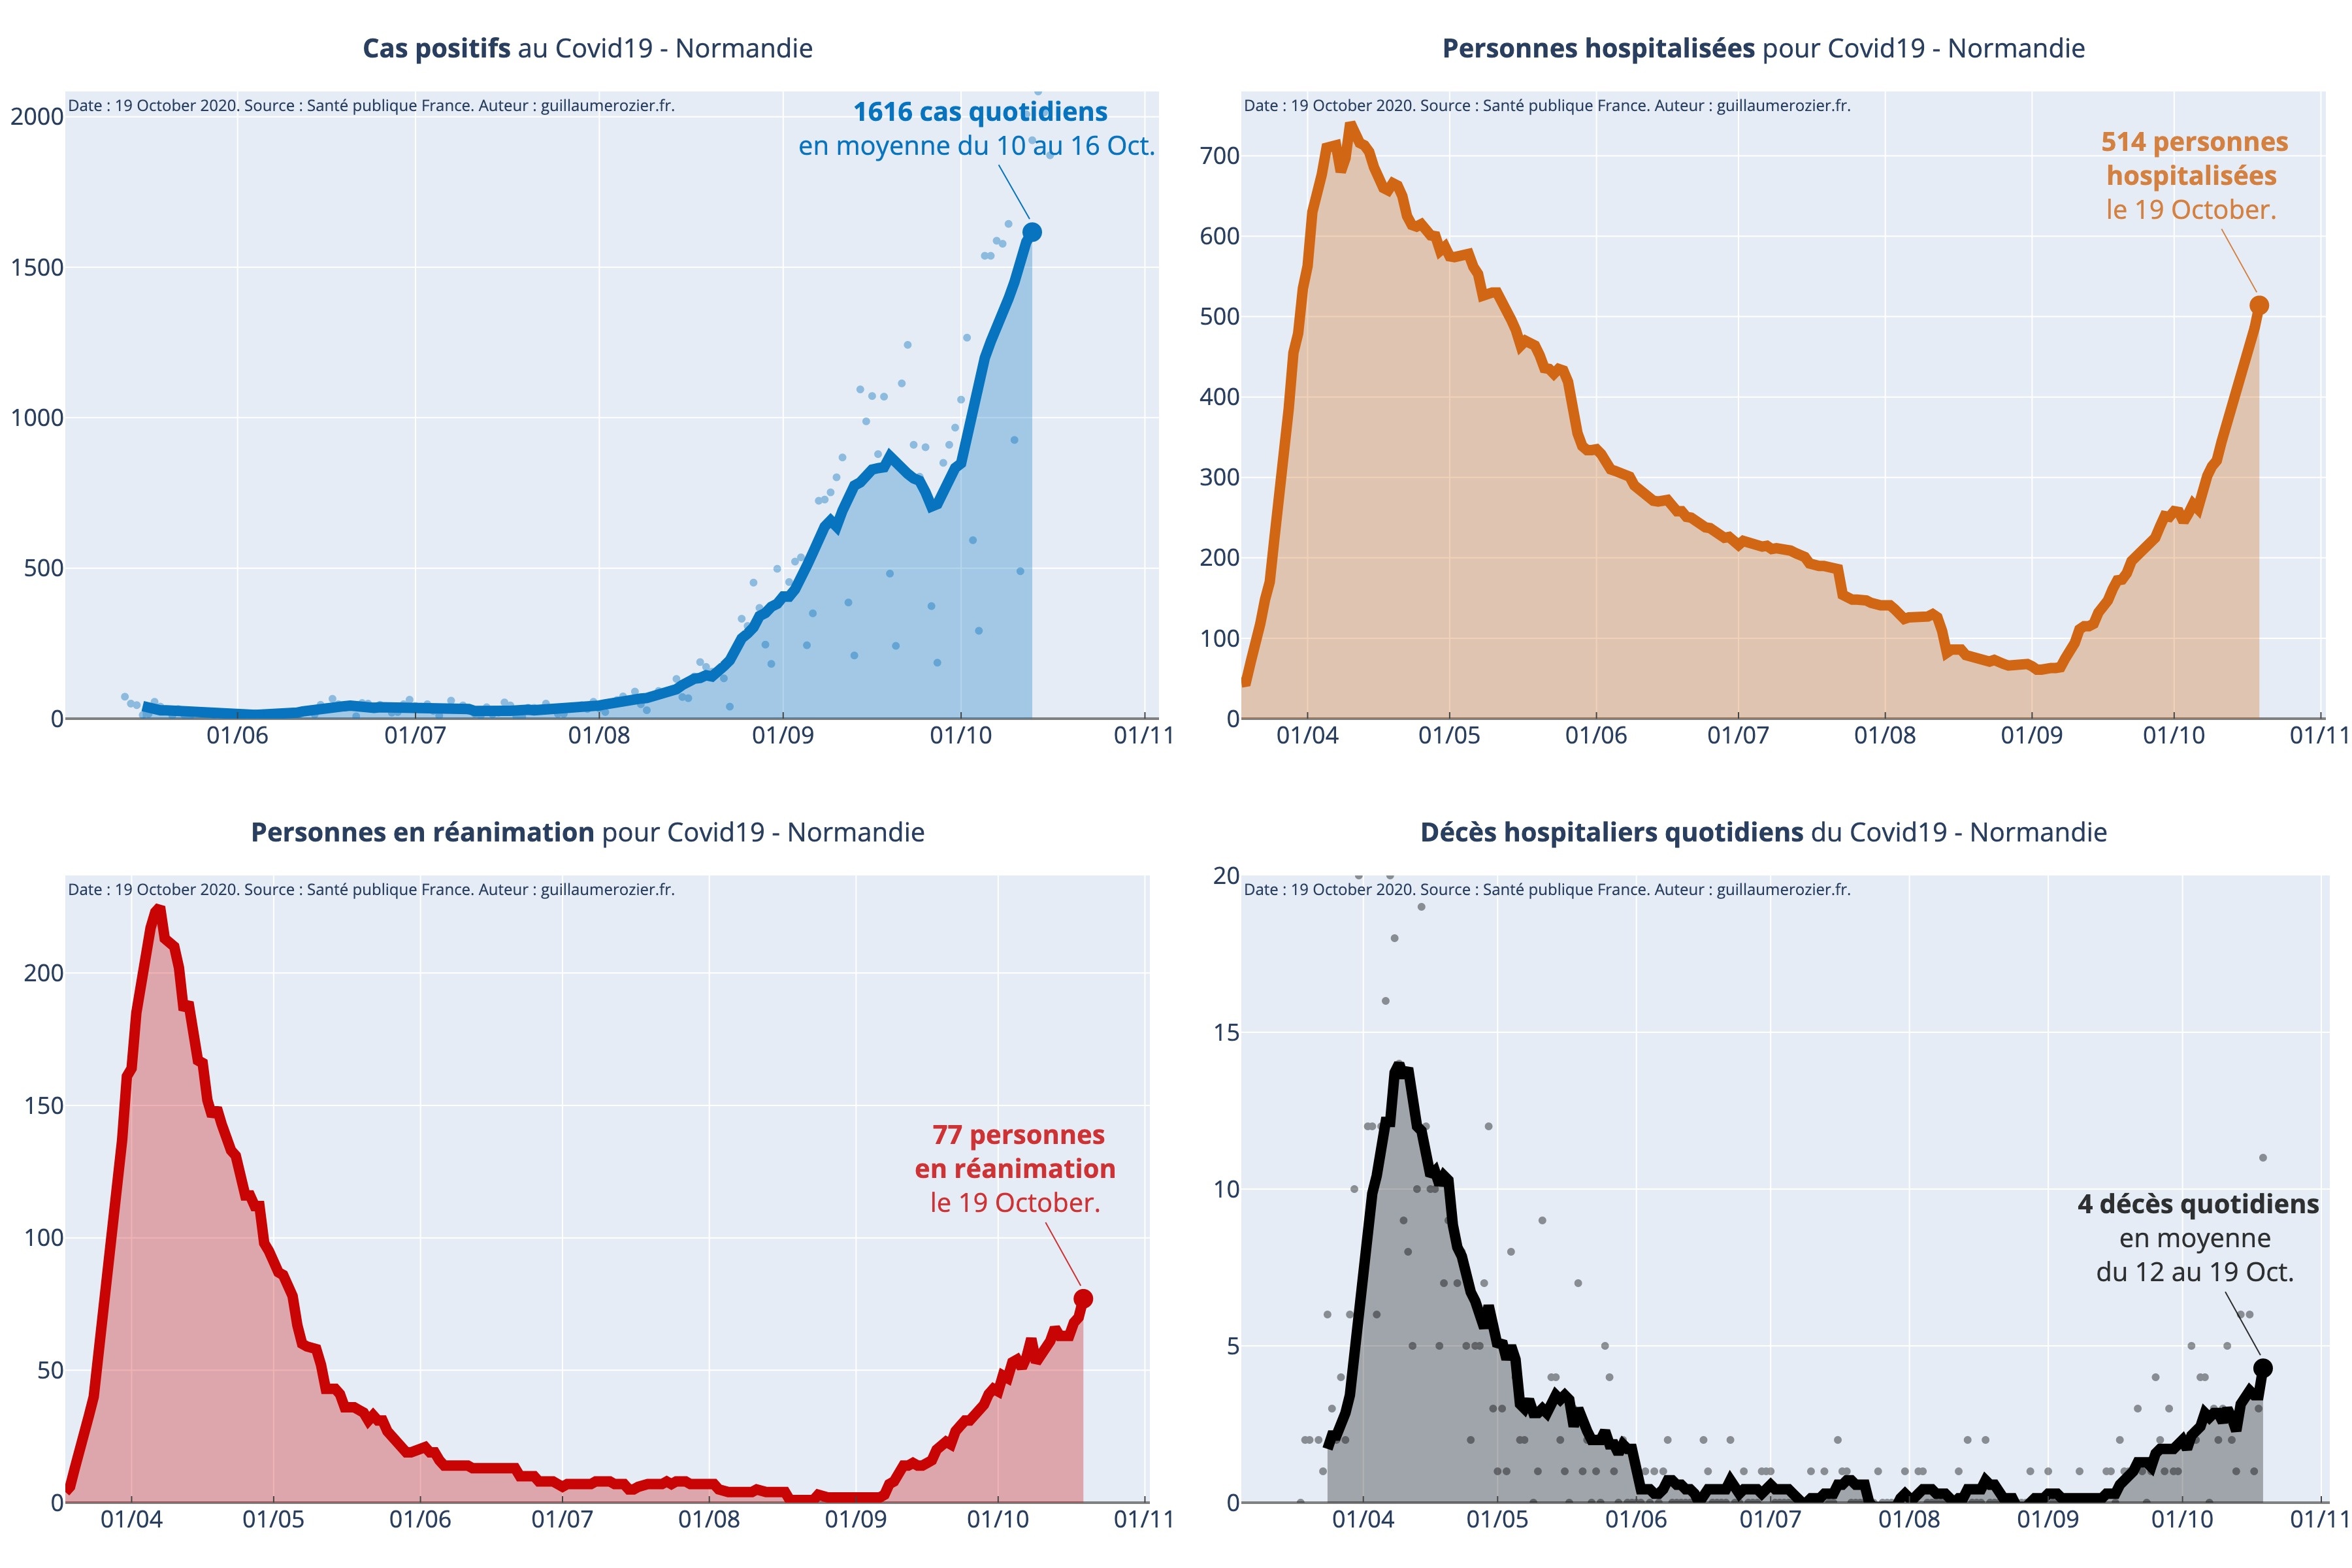 Cas positifs au Covid19 - Normandie
Date : 19 October 2020. Source : Santé publique France. Auteur : guillaumerozier.fr.
1616 cas quotidiens
en moyenne du 10 au 16 Oct.
2000
1500
1000
500
0
01/06 01/07 01/08 01/09 01/10 01/11
Personnes hospitalisées pour Covid19 - Normandie
Date : 19 October 2020. Source : Santé publique France. Auteur : guillaumerozier.fr.
514 personnes
hospitalisées
le 19 October.
700
600
500
400
300
200
100
0
01/04 01/05 01/06 01/07 01/08 01/09 01/10 01/11
Personnes en réanimation pour Covid19 - Normandie
Date : 19 October 2020. Source : Santé publique France. Auteur : guillaumerozier.fr.
77 personnes
en réanimation
le 19 October.
200
150
100
50
0
01/04 01/05 01/06 01/07 01/08 01/09 01/10 01/11
Décès hospitaliers quotidiens du Covid19 - Normandie
Date : 19 October 2020. Source : Santé publique France. Auteur : guillaumerozier.fr.
4 décès quotidiens
en moyenne
du 12 au 19 Oct.
20
15
10
5
0
01/04 01/05 01/06 01/07 01/08 01/09 01/10 01/11